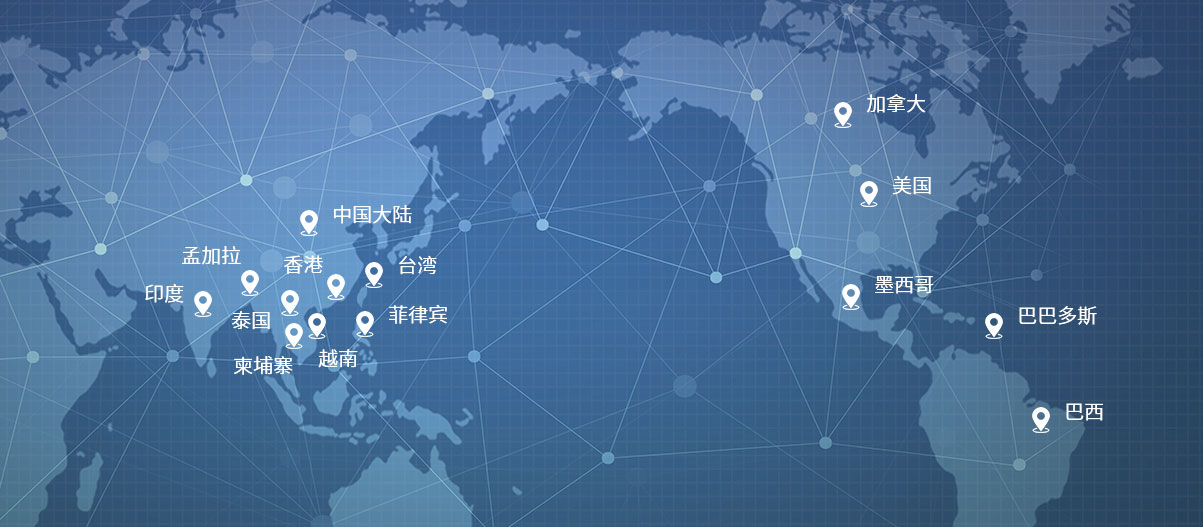 加拿大
美国
中国大陆
孟加拉
香港
台湾
印度
墨西哥
泰国
菲律宾
巴巴多斯
柬埔寨
越南
巴西